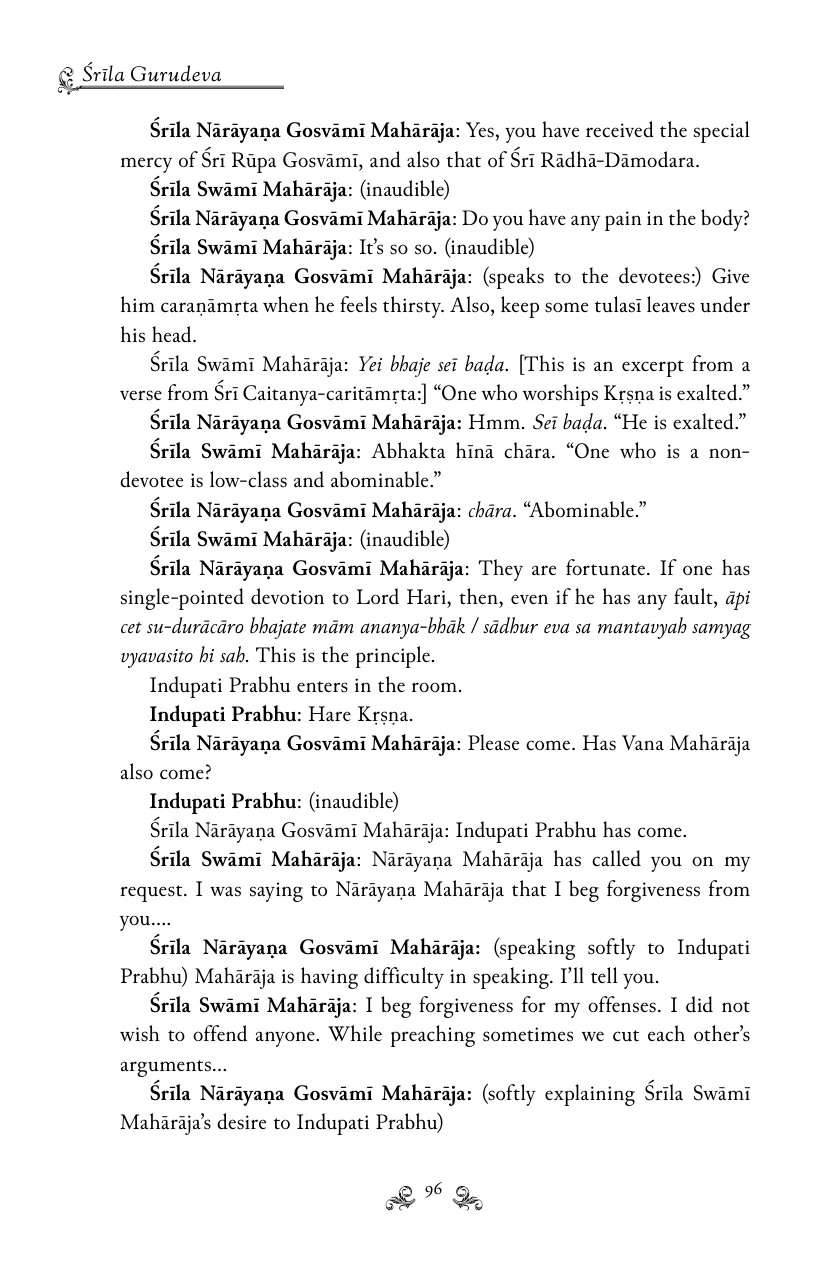 Śrīla Gurudeva
Śrīla Nārāyaṇa Gosvāmī Mahārāja: Yes, you have received the special
mercy of Śrī Rūpa Gosvāmī, and also that of Śrī Rādhā-Dāmodara.
Śrīla Swāmī Mahārāja: (inaudible)
Śrīla Nārāyaṇa Gosvāmī Mahārāja: Do you have any pain in the body?
Śrīla Swāmī Mahārāja: It’s so so. (inaudible)
Śrīla Nārāyaṇa Gosvāmī Mahārāja: (speaks to the devotees:) Give
him caraṇāmṛta when he feels thirsty. Also, keep some tulasī leaves under
his head.
Śrīla Swāmī Mahārāja: Yei bhaje seī baḍa. [This is an excerpt from a
verse from Śrī Caitanya-caritāmṛta:] “One who worships Kṛṣṇa is exalted.”
Śrīla Nārāyaṇa Gosvāmī Mahārāja: Hmm. Seī baḍa. “He is exalted.”
Śrīla Swāmī Mahārāja: Abhakta hīnā chāra. “One who is a non-
devotee is low-class and abominable.”
Śrīla Nārāyaṇa Gosvāmī Mahārāja: chāra. “Abominable.”
Śrīla Swāmī Mahārāja: (inaudible)
Śrīla Nārāyaṇa Gosvāmī Mahārāja: They are fortunate. If one has
single-pointed devotion to Lord Hari, then, even if he has any fault, āpi
cet su-durācāro bhajate mām ananya-bhāk / sādhur eva sa mantavyah samyag
vyavasito hi sah. This is the principle.
Indupati Prabhu enters in the room.
Indupati Prabhu: Hare Kṛṣṇa.
Śrīla Nārāyaṇa Gosvāmī Mahārāja: Please come. Has Vana Mahārāja
also come?
Indupati Prabhu: (inaudible)
Śrīla Nārāyaṇa Gosvāmī Mahārāja: Indupati Prabhu has come.
Śrīla Swāmī Mahārāja: Nārāyaṇa Mahārāja has called you on my
request. I was saying to Nārāyaṇa Mahārāja that I beg forgiveness from
you....
Śrīla Nārāyaṇa Gosvāmī Mahārāja: (speaking softly to Indupati
Prabhu) Mahārāja is having difficulty in speaking. I’ll tell you.
Śrīla Swāmī Mahārāja: I beg forgiveness for my offenses. I did not
wish to offend anyone. While preaching sometimes we cut each other’s
arguments...
Śrīla Nārāyaṇa Gosvāmī Mahārāja: (softly explaining Śrīla Swāmī
Mahārāja’s desire to Indupati Prabhu)
96